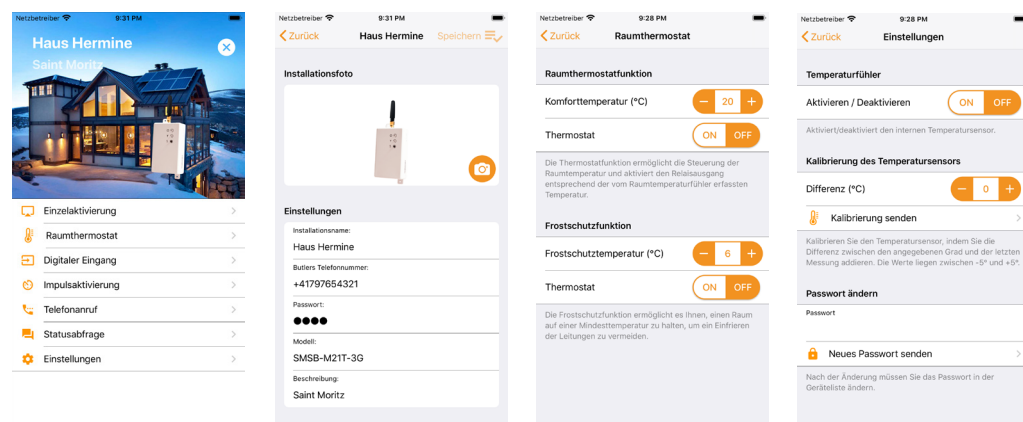 Netzbetreiber 9:31 PM
Haus Hermine
Saint Moritz
Einzelaktivierung
Raumthermostat
Digitaler Eingang
Impulsaktivierung
Telefonanruf
Statusabfrage
Einstellungen
Netzbetreiber 9:31 PM
Zurück Haus Hermine Speichern
Installationsfoto
Einstellungen
Installationsname:
Haus Hermine
Butlers Telefonnummer:
+41797654321
Passwort:
●●●●
Modell:
SMSB-M21T-3G
Beschreibung:
Saint Moritz
Netzbetreiber 9:28 PM
Zurück Raumthermostat
Raumthermostatfunktion
Komforttemperatur (°C) − 20 +
Thermostat ON OFF
Die Thermostatfunktion ermöglicht die Steuerung der
Raumtemperatur und aktiviert den Relaisausgang
entsprechend der vom Raumtemperaturfühler erfassten
Temperatur.
Frostschutzfunktion
Frostschutztemperatur (°C) − 6 +
Thermostat ON OFF
Die Frostschutzfunktion ermöglicht es Ihnen, einen Raum
auf einer Mindesttemperatur zu halten, um ein Einfrieren
der Leitungen zu vermeiden.
Netzbetreiber 9:28 PM
Zurück Einstellungen
Temperaturfühler
Aktivieren / Deaktivieren ON OFF
Aktiviert/deaktiviert den internen Temperatursensor.
Kalibrierung des Temperatursensors
Differenz (°C) − 0 +
Kalibrierung senden
Kalibrieren Sie den Temperatursensor, indem Sie die
Differenz zwischen den angegebenen Grad und der letzten
Messung addieren. Die Werte liegen zwischen -5° und +5°.
Passwort ändern
Passwort
Neues Passwort senden
Nach der Änderung müssen Sie das Passwort in der
Geräteliste ändern.